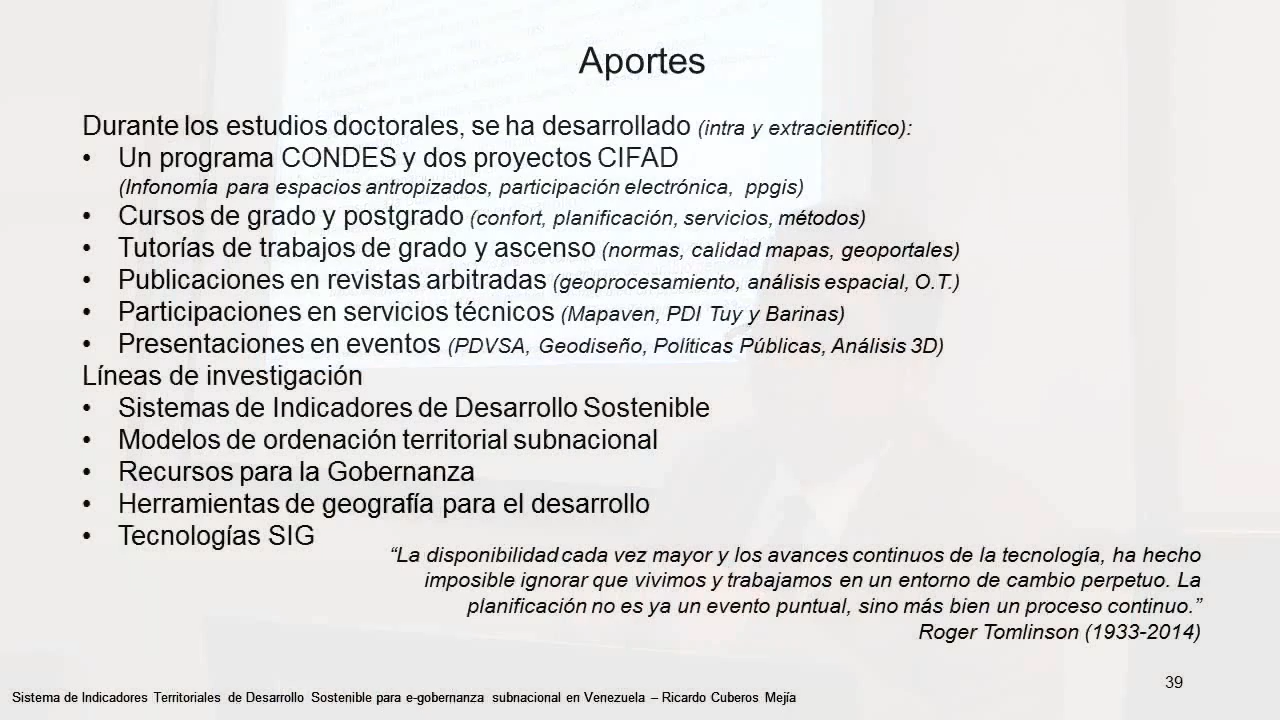 Aportes
Durante los estudios doctorales, se ha desarrollado (intra y extracientifico):
• Un programa CONDES y dos proyectos CIFAD
(Infonomía para espacios antropizados, participación electrónica, ppgis)
• Cursos de grado y postgrado (confort, planificación, servicios, métodos)
• Tutorías de trabajos de grado y ascenso (normas, calidad mapas, geoportales)
• Publicaciones en revistas arbitradas (geoprocesamiento, análisis espacial, O.T.)
• Participaciones en servicios técnicos (Mapaven, PDI Tuy y Barinas)
• Presentaciones en eventos (PDVSA, Geodiseño, Políticas Públicas, Análisis 3D)
Líneas de investigación
• Sistemas de Indicadores de Desarrollo Sostenible
• Modelos de ordenación territorial subnacional
• Recursos para la Gobernanza
• Herramientas de geografía para el desarrollo
• Tecnologías SIG
“La disponibilidad cada vez mayor y los avances continuos de la tecnología, ha hecho
imposible ignorar que vivimos y trabajamos en un entorno de cambio perpetuo. La
planificación no es ya un evento puntual, sino más bien un proceso continuo.”
Roger Tomlinson (1933-2014)
39
Sistema de Indicadores Territoriales de Desarrollo Sostenible para e-gobernanza subnacional en Venezuela – Ricardo Cuberos Mejía